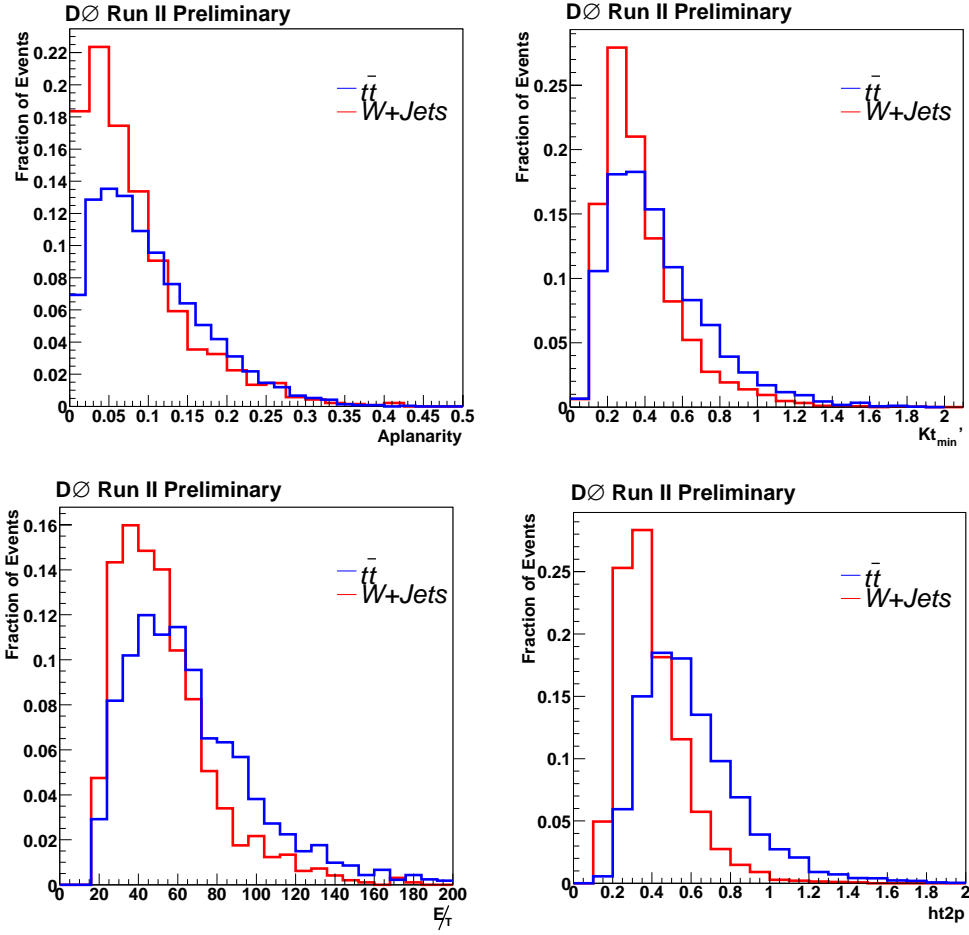 DØ Run II Preliminary
Fraction of Events
0.22
0.2
0.18
0.16
0.14
0.12
0.1
0.08
0.06
0.04
0.02
0
tt̄
W+Jets
0.05 0.1 0.15 0.2 0.25 0.3 0.35 0.4 0.45 0.5
Aplanarity
DØ Run II Preliminary
Fraction of Events
0.25
0.2
0.15
0.1
0.05
0
tt̄
W+Jets
0 0.2 0.4 0.6 0.8 1 1.2 1.4 1.6 1.8 2
Ktmin'
DØ Run II Preliminary
Fraction of Events
0.16
0.14
0.12
0.1
0.08
0.06
0.04
0.02
0
tt̄
W+Jets
0 20 40 60 80 100 120 140 160 180 200
E̸T
DØ Run II Preliminary
Fraction of Events
0.25
0.2
0.15
0.1
0.05
0
tt̄
W+Jets
0 0.2 0.4 0.6 0.8 1 1.2 1.4 1.6 1.8 2
ht2p